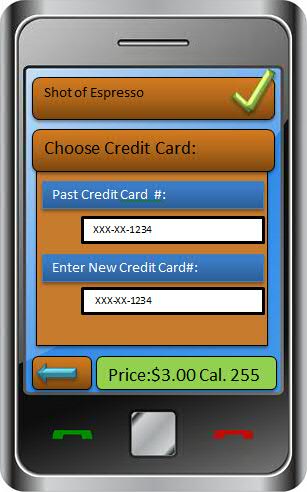 Shot of Espresso
Choose Credit Card:
Past Credit Card  #:
XXX-XX-1234
Enter New Credit Card#:
XXX-XX-1234
Price:$3.00 Cal. 255